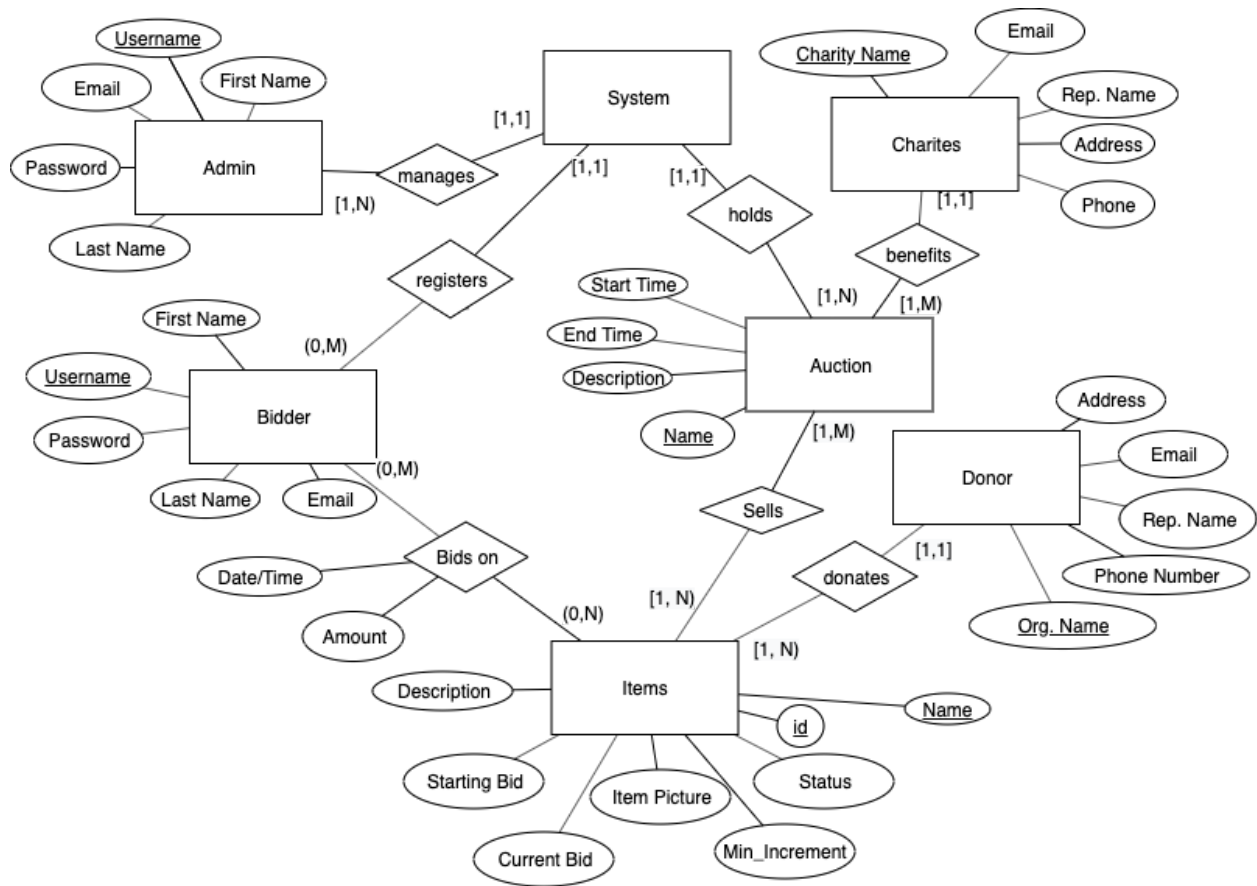 Username
Email
First Name
Password
Admin
Last Name
[1,N)
manages
[1,1]
System
[1,1]
[1,1]
registers
holds
Charity Name
Email
Rep. Name
Charites
Address
Phone
[1,1]
benefits
[1,N)
[1,M)
Start Time
End Time
Description
Name
Auction
[1,M)
First Name
(0,M)
Username
Bidder
Password
Last Name
Email
(0,M)
Sells
Address
Email
Donor
Rep. Name
Phone Number
Org. Name
[1,1]
donates
Bids on
Date/Time
Amount
(0,N)
[1, N)
[1, N)
Description
Items
Name
id
Starting Bid
Item Picture
Status
Current Bid
Min_Increment